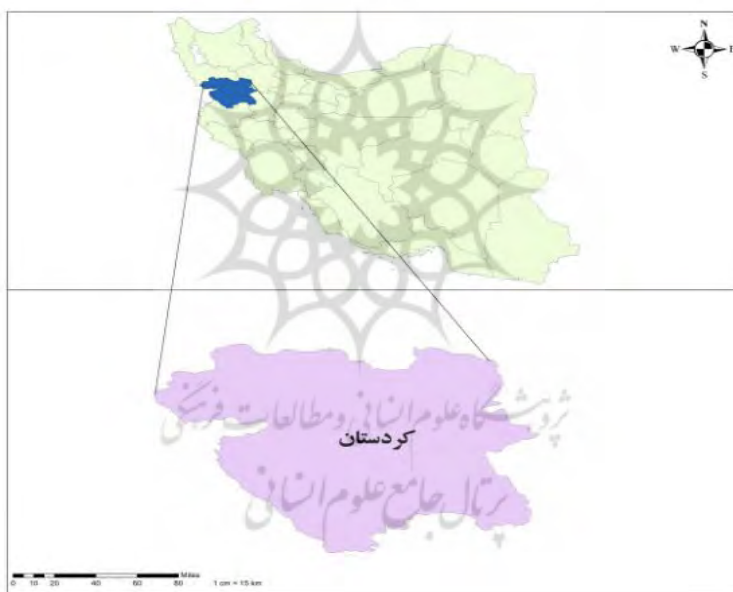 N
W E
S
پژوهشگاه علوم انسانی و مطالعات فرهنگی
کردستان
پرتال جامع علوم انسانی
Miles
0 10 20 40 60 80
1 cm = 15 km